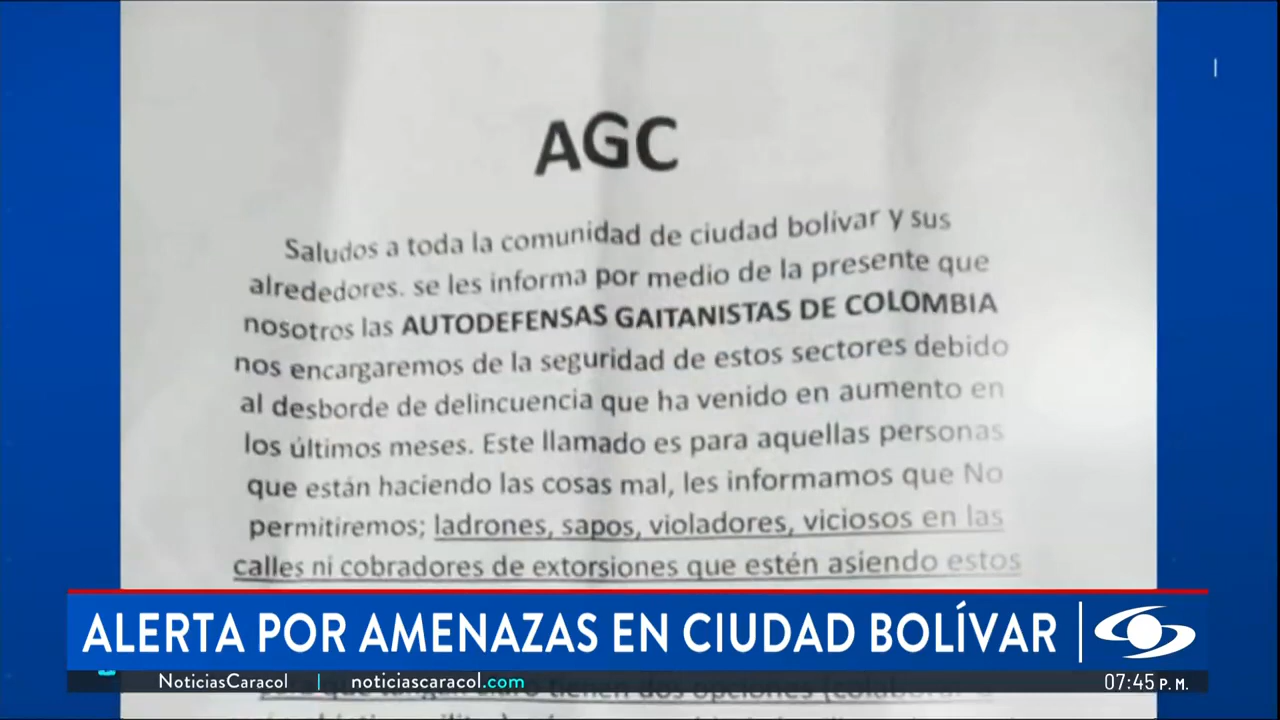 AGC
Saludos a toda la comunidad de ciudad bolívar y sus
alrededores. se les informa por medio de la presente que
nosotros las AUTODEFENSAS GAITANISTAS DE COLOMBIA
nos encargaremos de la seguridad de estos sectores debido
al desborde de delincuencia que ha venido en aumento en
los últimos meses. Este llamado es para aquellas personas
que están haciendo las cosas mal, les informamos que No
permitiremos; ladrones, sapos, violadores, viciosos en las
calles ni cobradores de extorsiones que estén asiendo estos
ALERTA POR AMENAZAS EN CIUDAD BOLÍVAR
NoticiasCaracol noticiascaracol.com 07:45 P. M.
tienen dos opciones